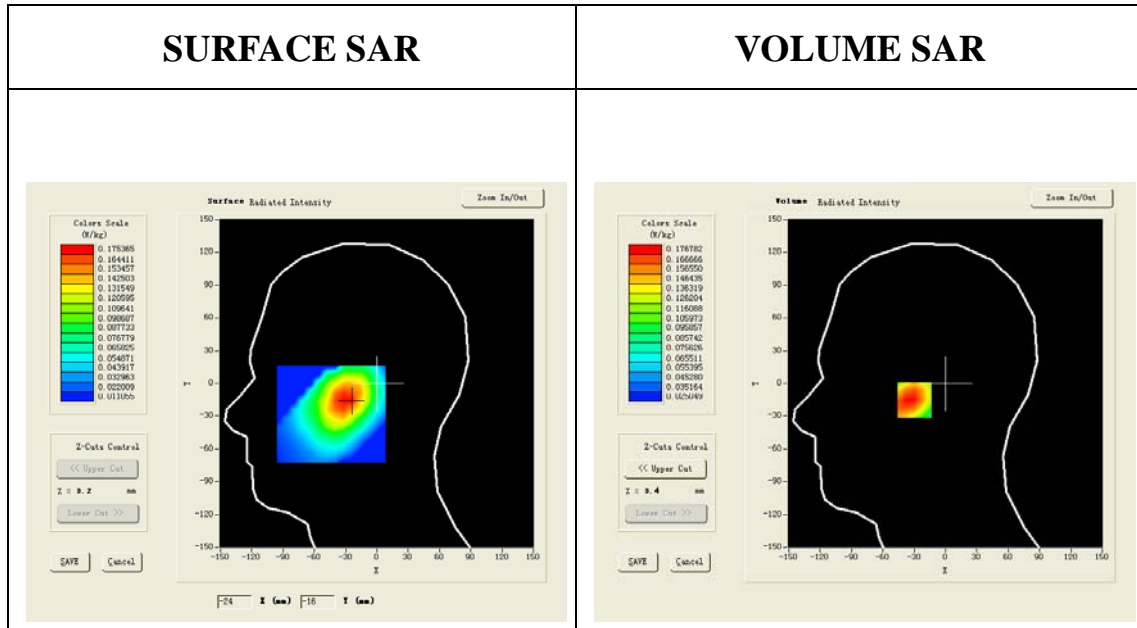 SURFACE SAR
VOLUME SAR
Surface Radiated Intensity
Zoom In/Out
Colors Scale
(W/kg)
0.175365
0.164411
0.153457
0.142503
0.131549
0.120595
0.109641
0.098687
0.087733
0.076779
0.065825
0.054871
0.043917
0.032963
0.022009
0.011055
Z-Cuts Control
<< Upper Cut
Lower Cut >>
SAVE
Cancel
150
120
90
60
30
0
-30
-60
-90
-120
-150
Y
-150 -120 -90 -60 -30 0 30 60 90 120 150
X
-24 X (mm) -16 Y (mm)
Volume Radiated Intensity
Zoom In/Out
Colors Scale
(W/kg)
0.176782
0.166666
0.156550
0.146435
0.136319
0.126204
0.116088
0.105973
0.095857
0.085742
0.075626
0.065511
0.055395
0.045280
0.035164
0.025049
Z-Cuts Control
<< Upper Cut
Lower Cut >>
SAVE
Cancel
150
120
90
60
30
0
-30
-60
-90
-120
-150
Y
-150 -120 -90 -60 -30 0 30 60 90 120 150
X